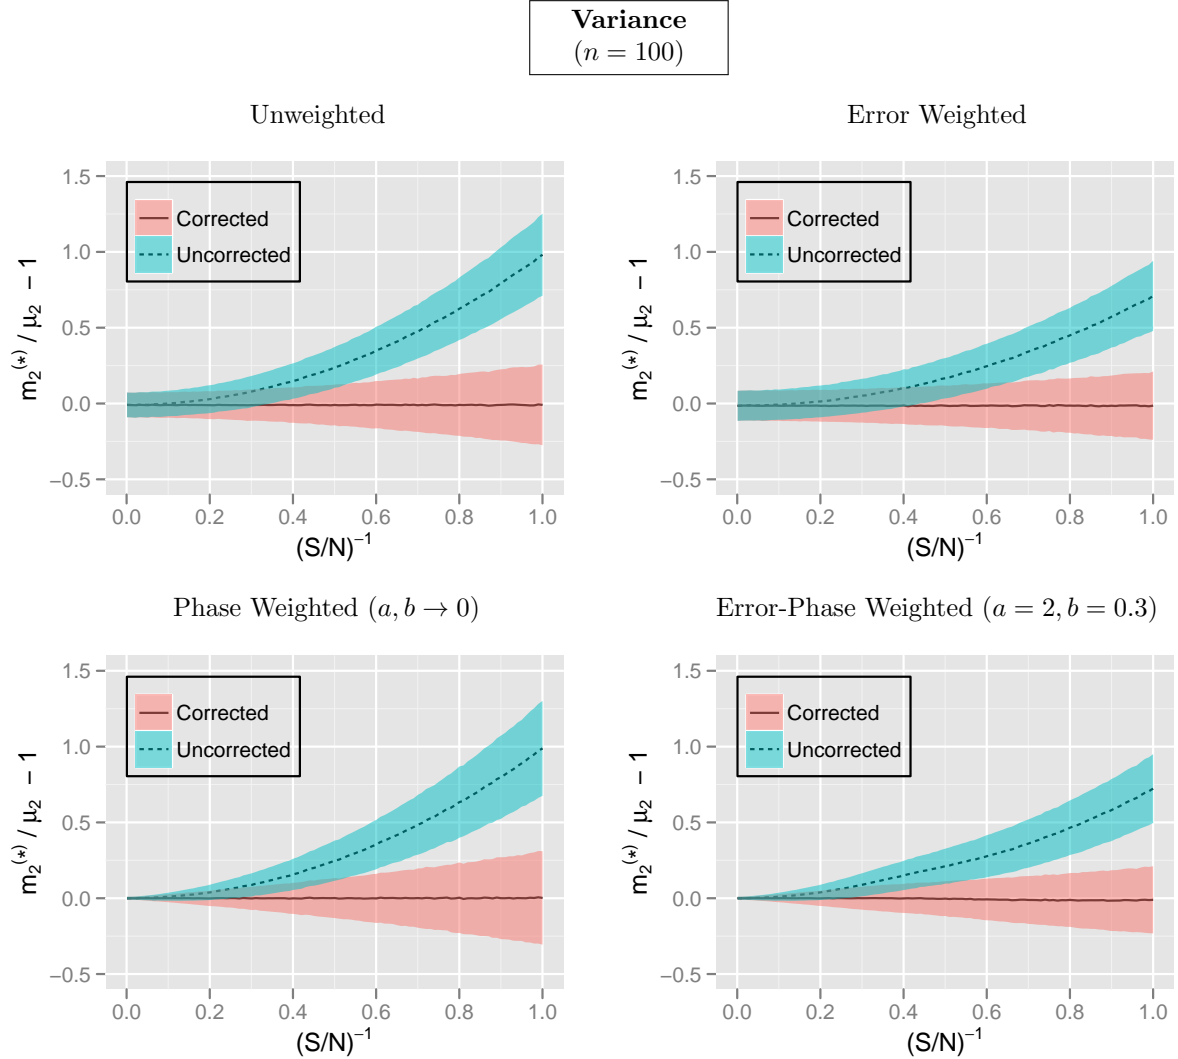 Variance
(n = 100)
Unweighted
1.5
1.0
0.5
0.0
−0.5
m₂⁽*⁾ / μ₂ − 1
Corrected
Uncorrected
0.0 0.2 0.4 0.6 0.8 1.0
(S/N)⁻¹
Error Weighted
1.5
1.0
0.5
0.0
−0.5
m₂⁽*⁾ / μ₂ − 1
Corrected
Uncorrected
0.0 0.2 0.4 0.6 0.8 1.0
(S/N)⁻¹
Phase Weighted (a, b → 0)
1.5
1.0
0.5
0.0
−0.5
m₂⁽*⁾ / μ₂ − 1
Corrected
Uncorrected
0.0 0.2 0.4 0.6 0.8 1.0
(S/N)⁻¹
Error-Phase Weighted (a = 2, b = 0.3)
1.5
1.0
0.5
0.0
−0.5
m₂⁽*⁾ / μ₂ − 1
Corrected
Uncorrected
0.0 0.2 0.4 0.6 0.8 1.0
(S/N)⁻¹